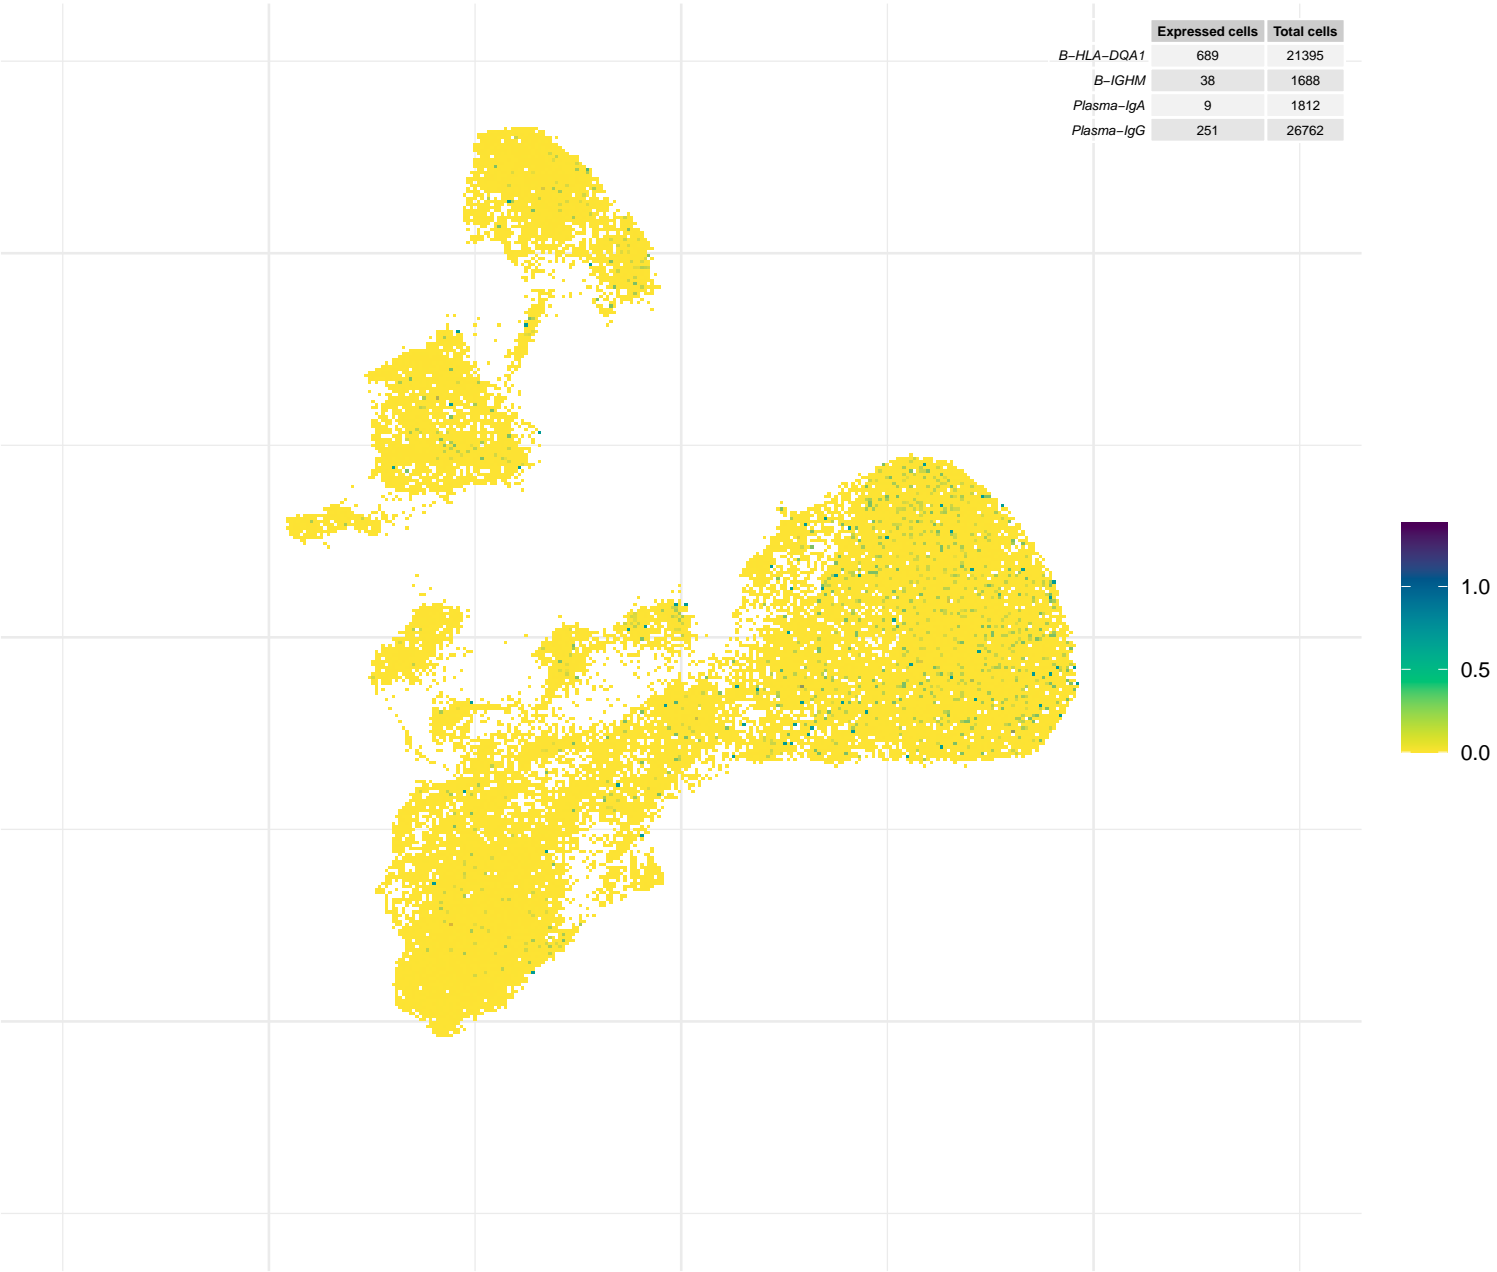 Expressed cells Total cells
B−HLA−DQA1 689 21395
B−IGHM 38 1688
Plasma−IgA 9 1812
Plasma−IgG 251 26762
1.0
0.5
0.0